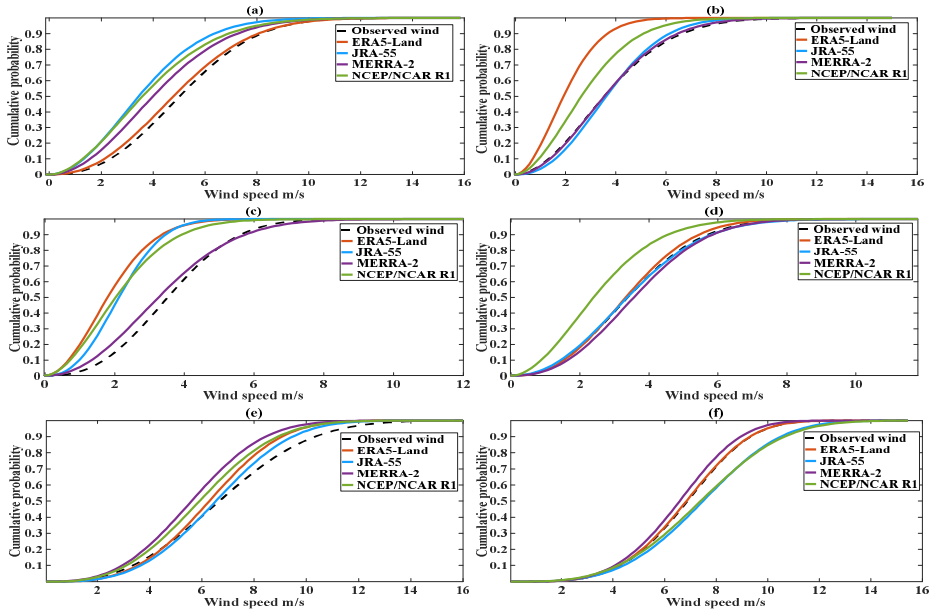 (a)
Cumulative probability
0.9
0.8
0.7
0.6
0.5
0.4
0.3
0.2
0.1
0
Observed wind
ERA5-Land
JRA-55
MERRA-2
NCEP/NCAR R1
0 2 4 6 8 10 12 14 16
Wind speed m/s
(b)
Cumulative probability
0.9
0.8
0.7
0.6
0.5
0.4
0.3
0.2
0.1
0
Observed wind
ERA5-Land
JRA-55
MERRA-2
NCEP/NCAR R1
0 2 4 6 8 10 12 14 16
Wind speed m/s
(c)
Cumulative probability
0.9
0.8
0.7
0.6
0.5
0.4
0.3
0.2
0.1
0
Observed wind
ERA5-Land
JRA-55
MERRA-2
NCEP/NCAR R1
0 2 4 6 8 10 12
Wind speed m/s
(d)
Cumulative probability
0.9
0.8
0.7
0.6
0.5
0.4
0.3
0.2
0.1
0
Observed wind
ERA5-Land
JRA-55
MERRA-2
NCEP/NCAR R1
0 2 4 6 8 10
Wind speed m/s
(e)
Cumulative probability
0.9
0.8
0.7
0.6
0.5
0.4
0.3
0.2
0.1
Observed wind
ERA5-Land
JRA-55
MERRA-2
NCEP/NCAR R1
2 4 6 8 10 12 14 16
Wind speed m/s
(f)
Cumulative probability
0.9
0.8
0.7
0.6
0.5
0.4
0.3
0.2
0.1
Observed wind
ERA5-Land
JRA-55
MERRA-2
NCEP/NCAR R1
2 4 6 8 10 12 14 16
Wind speed m/s